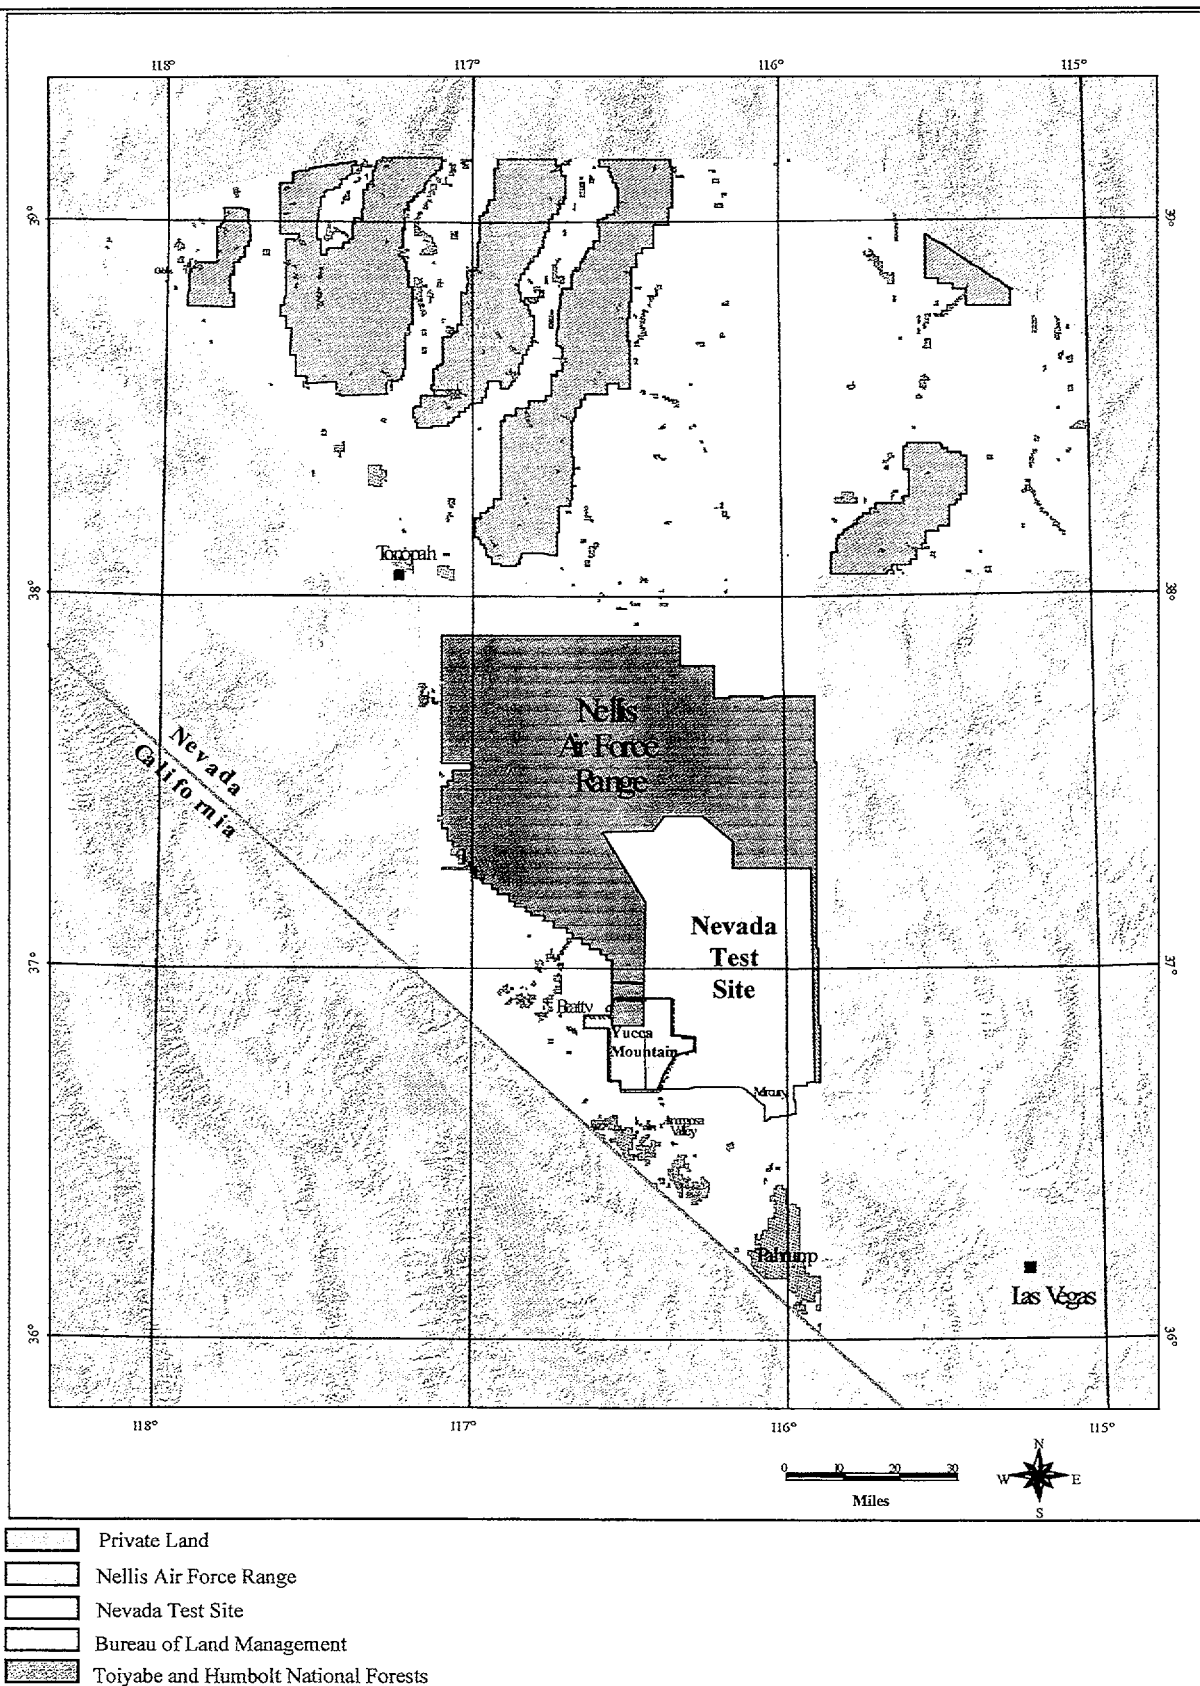 118° 117° 116° 115°
39° 39°
Tonopah
38° 38°
Nellis
Air Force
Range
Nevada
California
Nevada
Test
Site
37° 37°
Beatty
Yucca
Mountain
Mercury
Amargosa
Valley
Pahrump
Las Vegas
36° 36°
118° 117° 116° 115°
0 10 20 30
Miles
N
W E
S
Private Land
Nellis Air Force Range
Nevada Test Site
Bureau of Land Management
Toiyabe and Humbolt National Forests